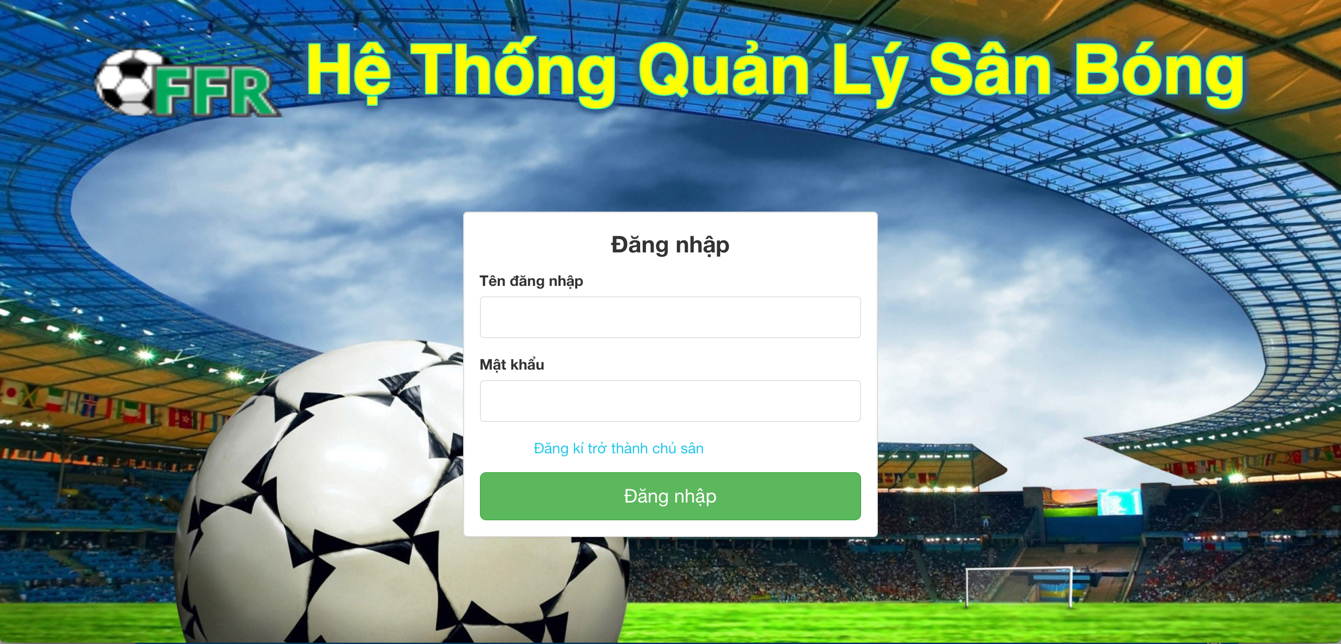 FFR
Hệ Thống Quản Lý Sân Bóng
Đăng nhập
Tên đăng nhập
Mật khẩu
Đăng kí trở thành chủ sân
Đăng nhập